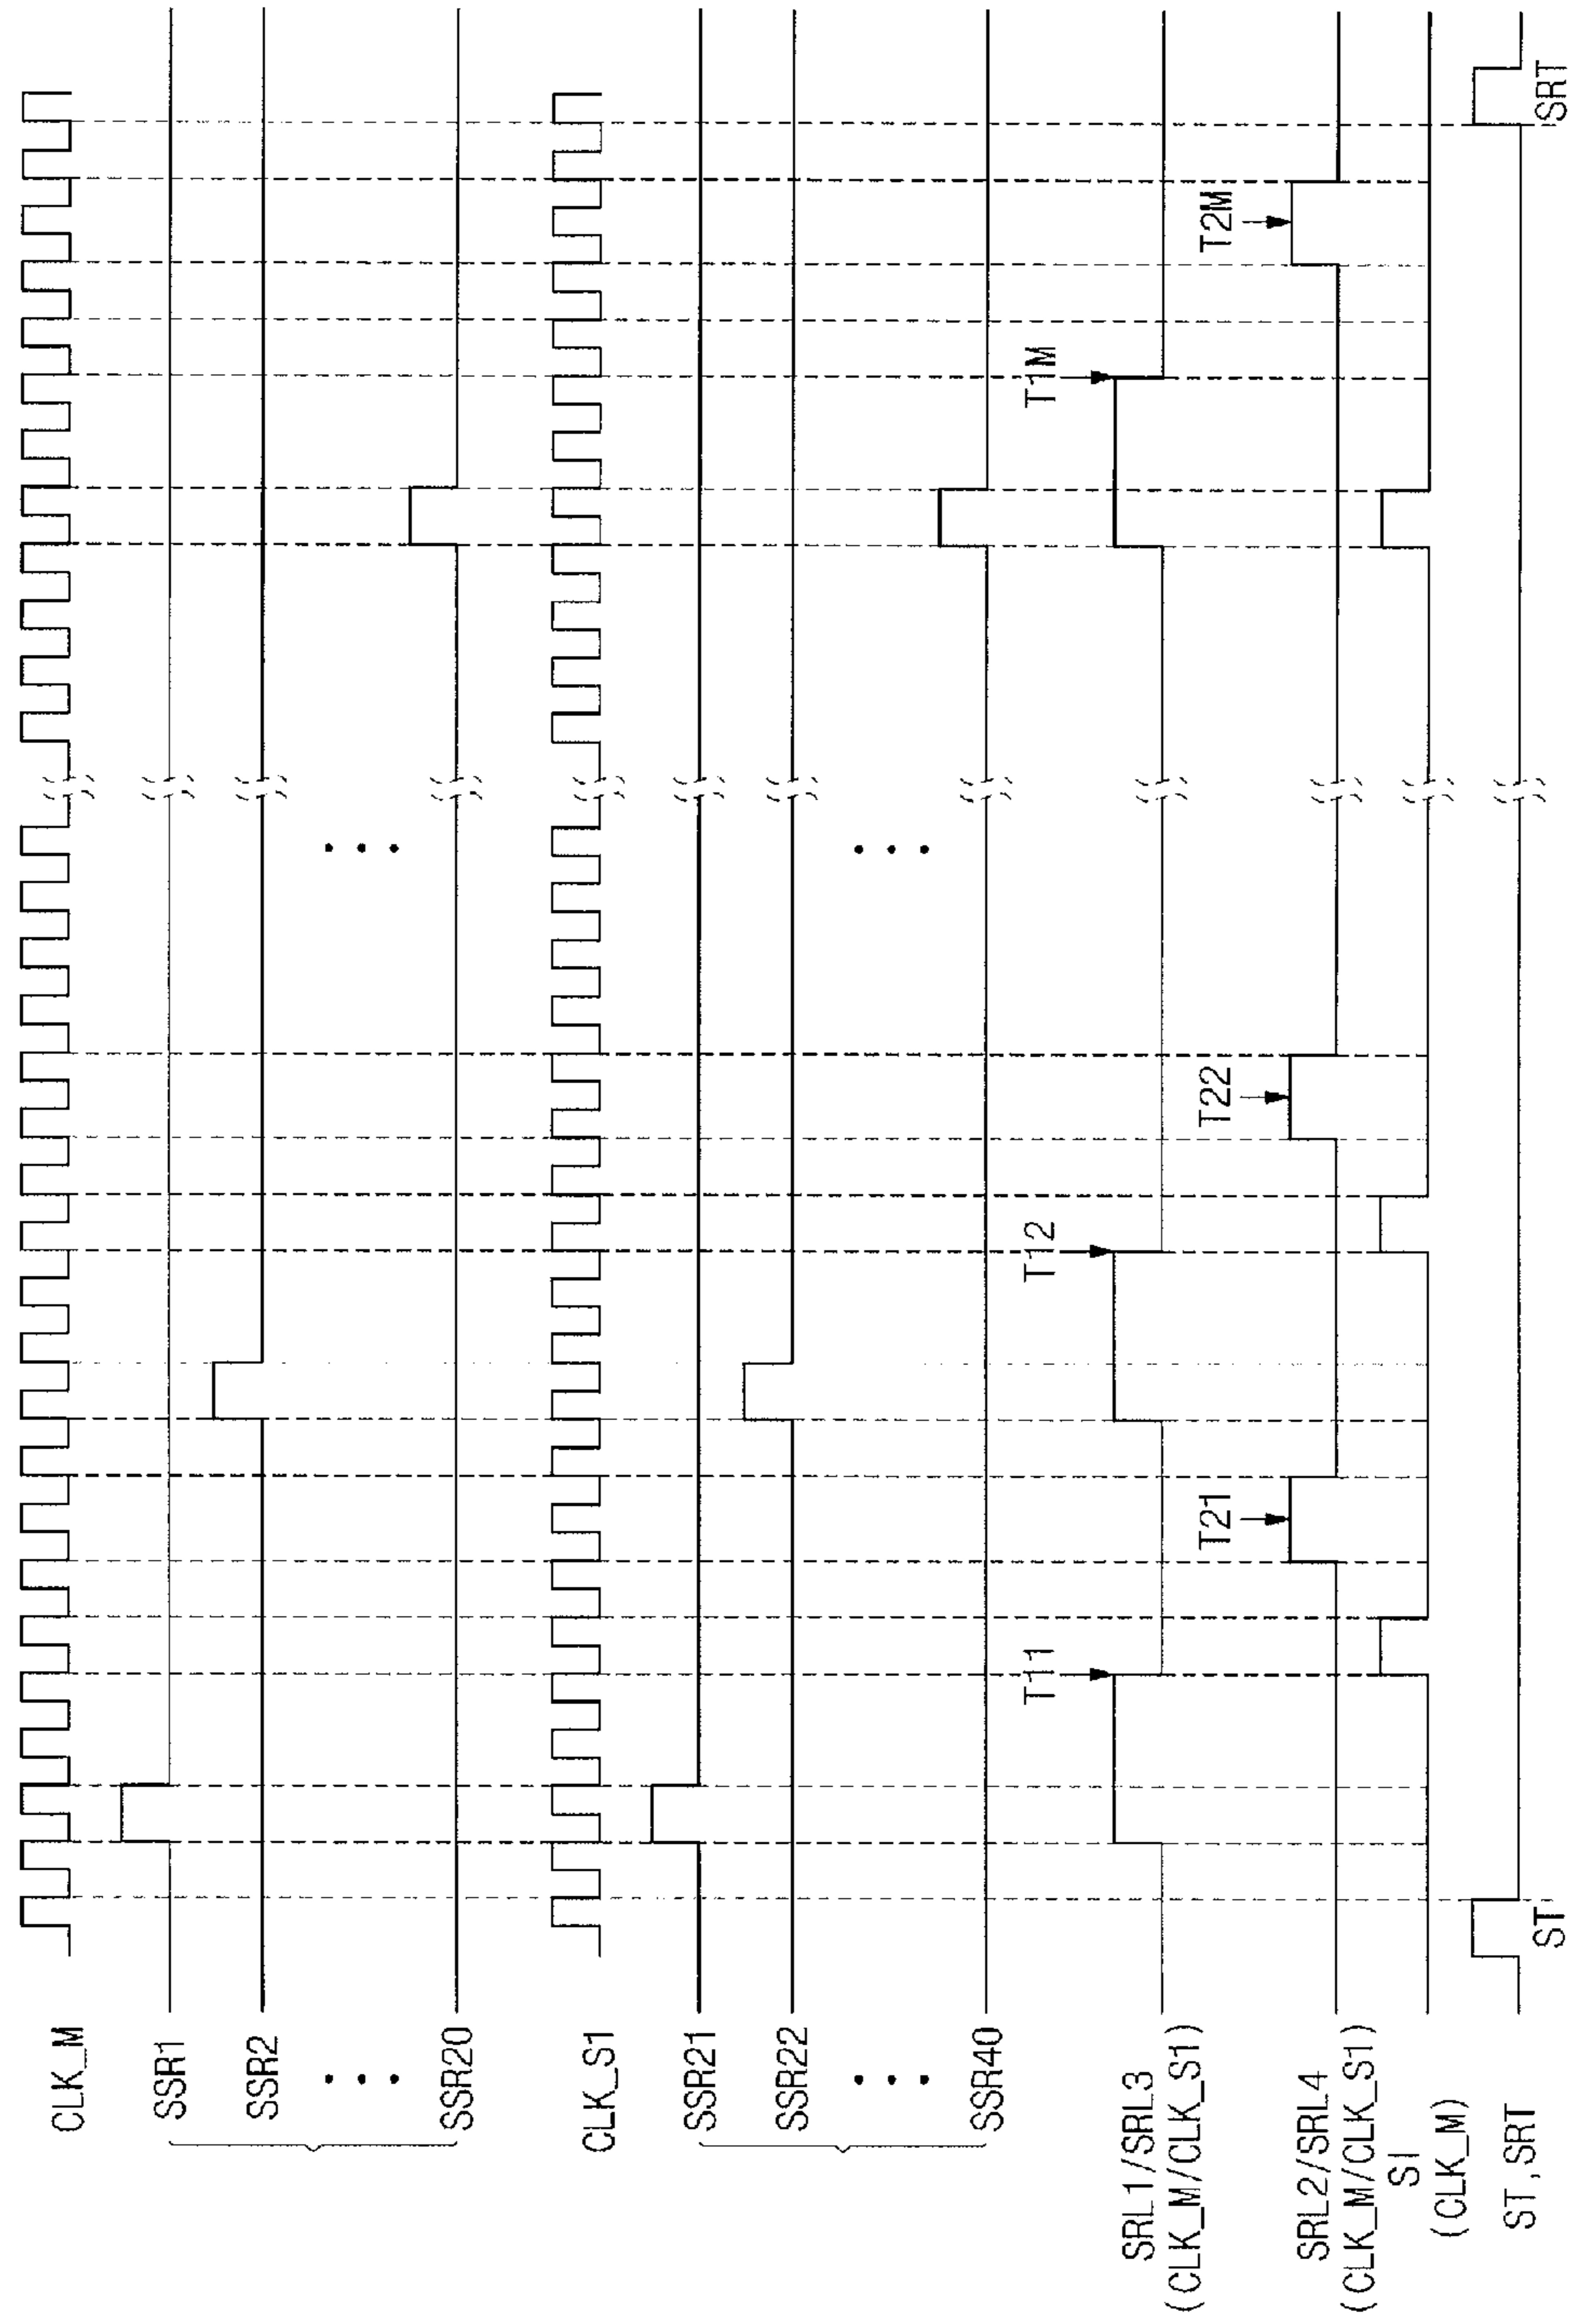 CLK_M
SSR1
SSR2
SSR20
CLK_S1
SSR21
SSR22
SSR40
SRL1/SRL3
(CLK_M/CLK_S1)
T11
T12
T1M
SRL2/SRL4
(CLK_M/CLK_S1)
T21
T22
T2M
SI
(CLK_M)
ST,SRT
ST
SRT